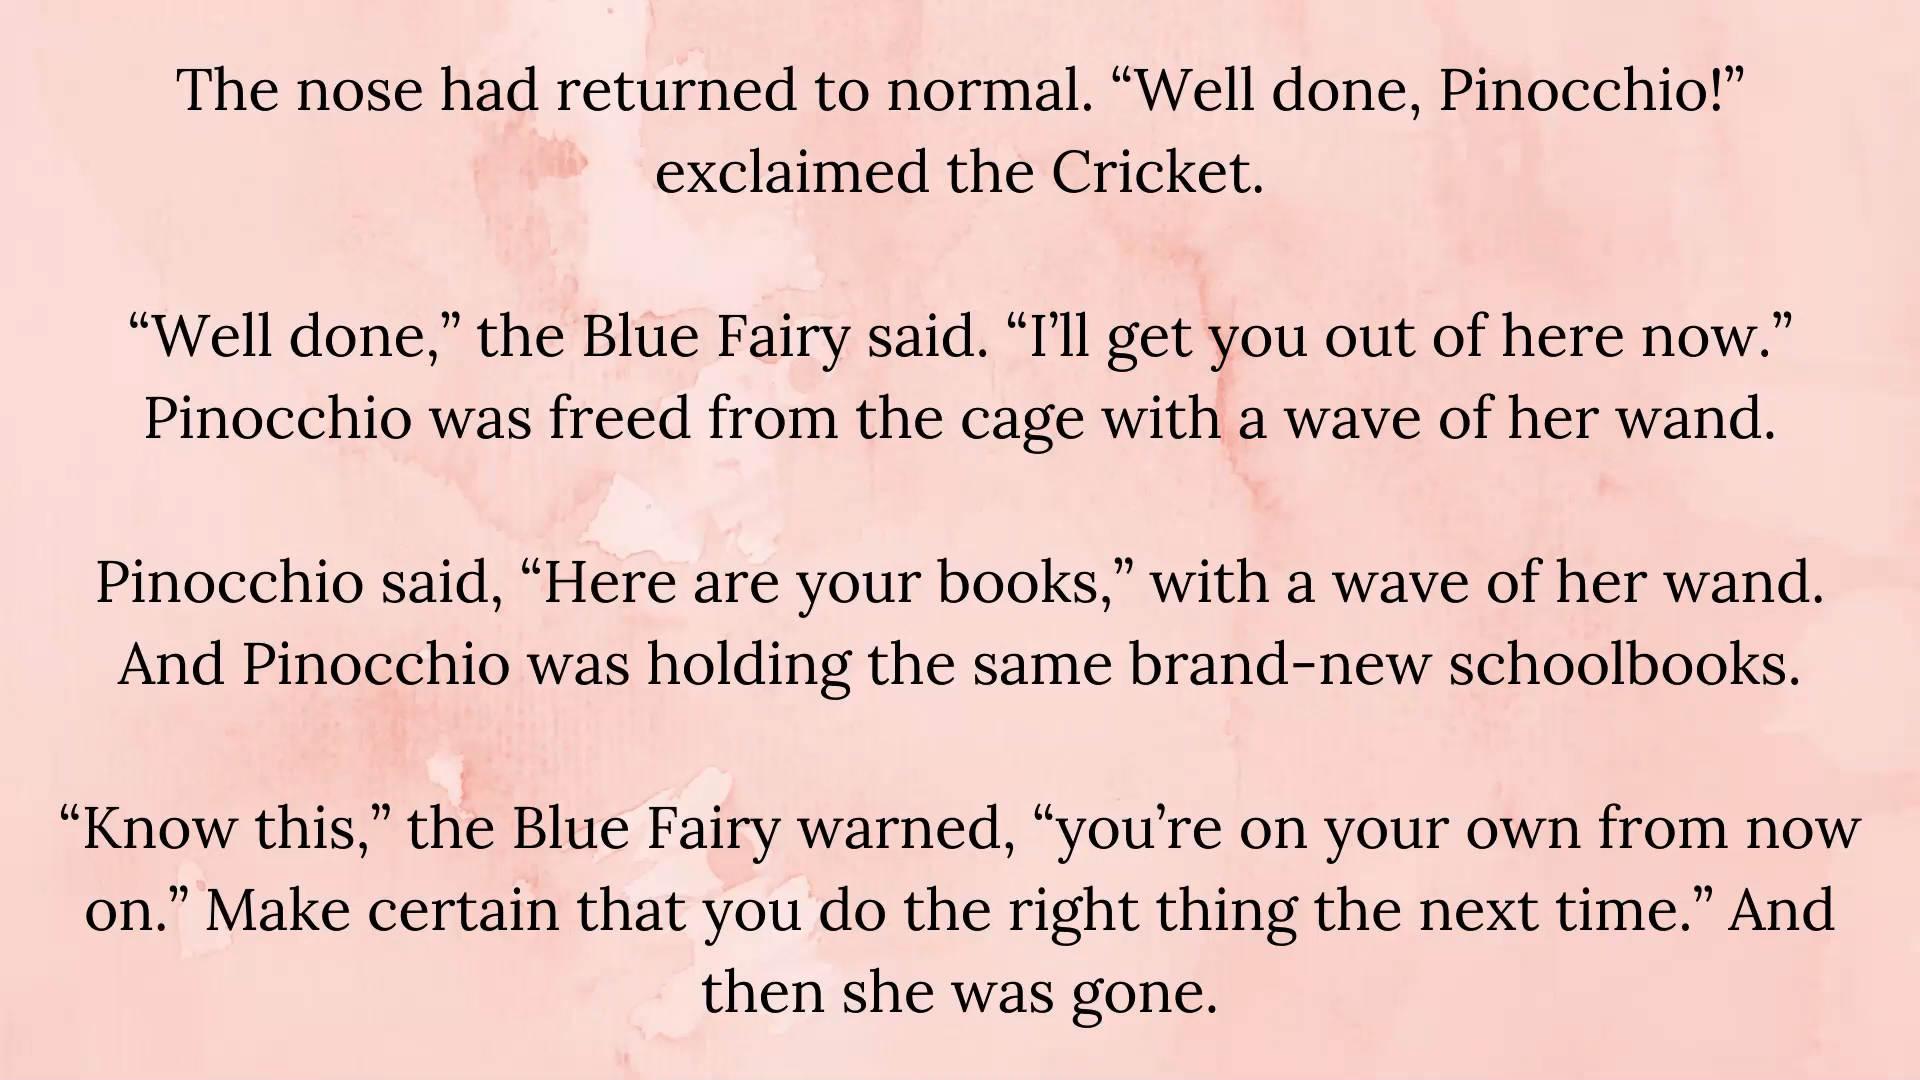 The nose had returned to normal. “Well done, Pinocchio!”
exclaimed the Cricket.
“Well done,” the Blue Fairy said. “I’ll get you out of here now.”
Pinocchio was freed from the cage with a wave of her wand.
Pinocchio said, “Here are your books,” with a wave of her wand.
And Pinocchio was holding the same brand-new schoolbooks.
“Know this,” the Blue Fairy warned, “you’re on your own from now
on.” Make certain that you do the right thing the next time.” And
then she was gone.